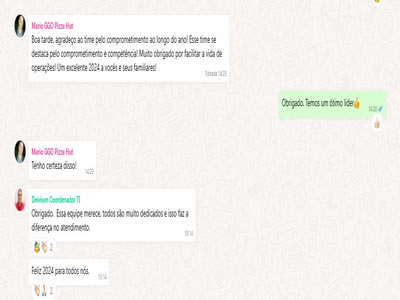 Mario GGO Pizza Hut
Boa tarde, agradeço ao time pelo comprometimento ao longo do ano! Esse time se
destaca pelo comprometimento e competência! Muito obrigado por facilitar a vida de
operações! Um excelente 2024 a vocês e seus familiares!
Editada 14:25
Obrigado. Temos um ótimo lider👍
14:28
Mario GGO Pizza Hut
Tenho certeza disso!
14:28
Deivison Coordenador TI
Obrigado. Essa equipe merece, todos são muito dedicados e isso faz a
diferença no atendimento.
15:14
2
Feliz 2024 para todos nós.
15:14
2